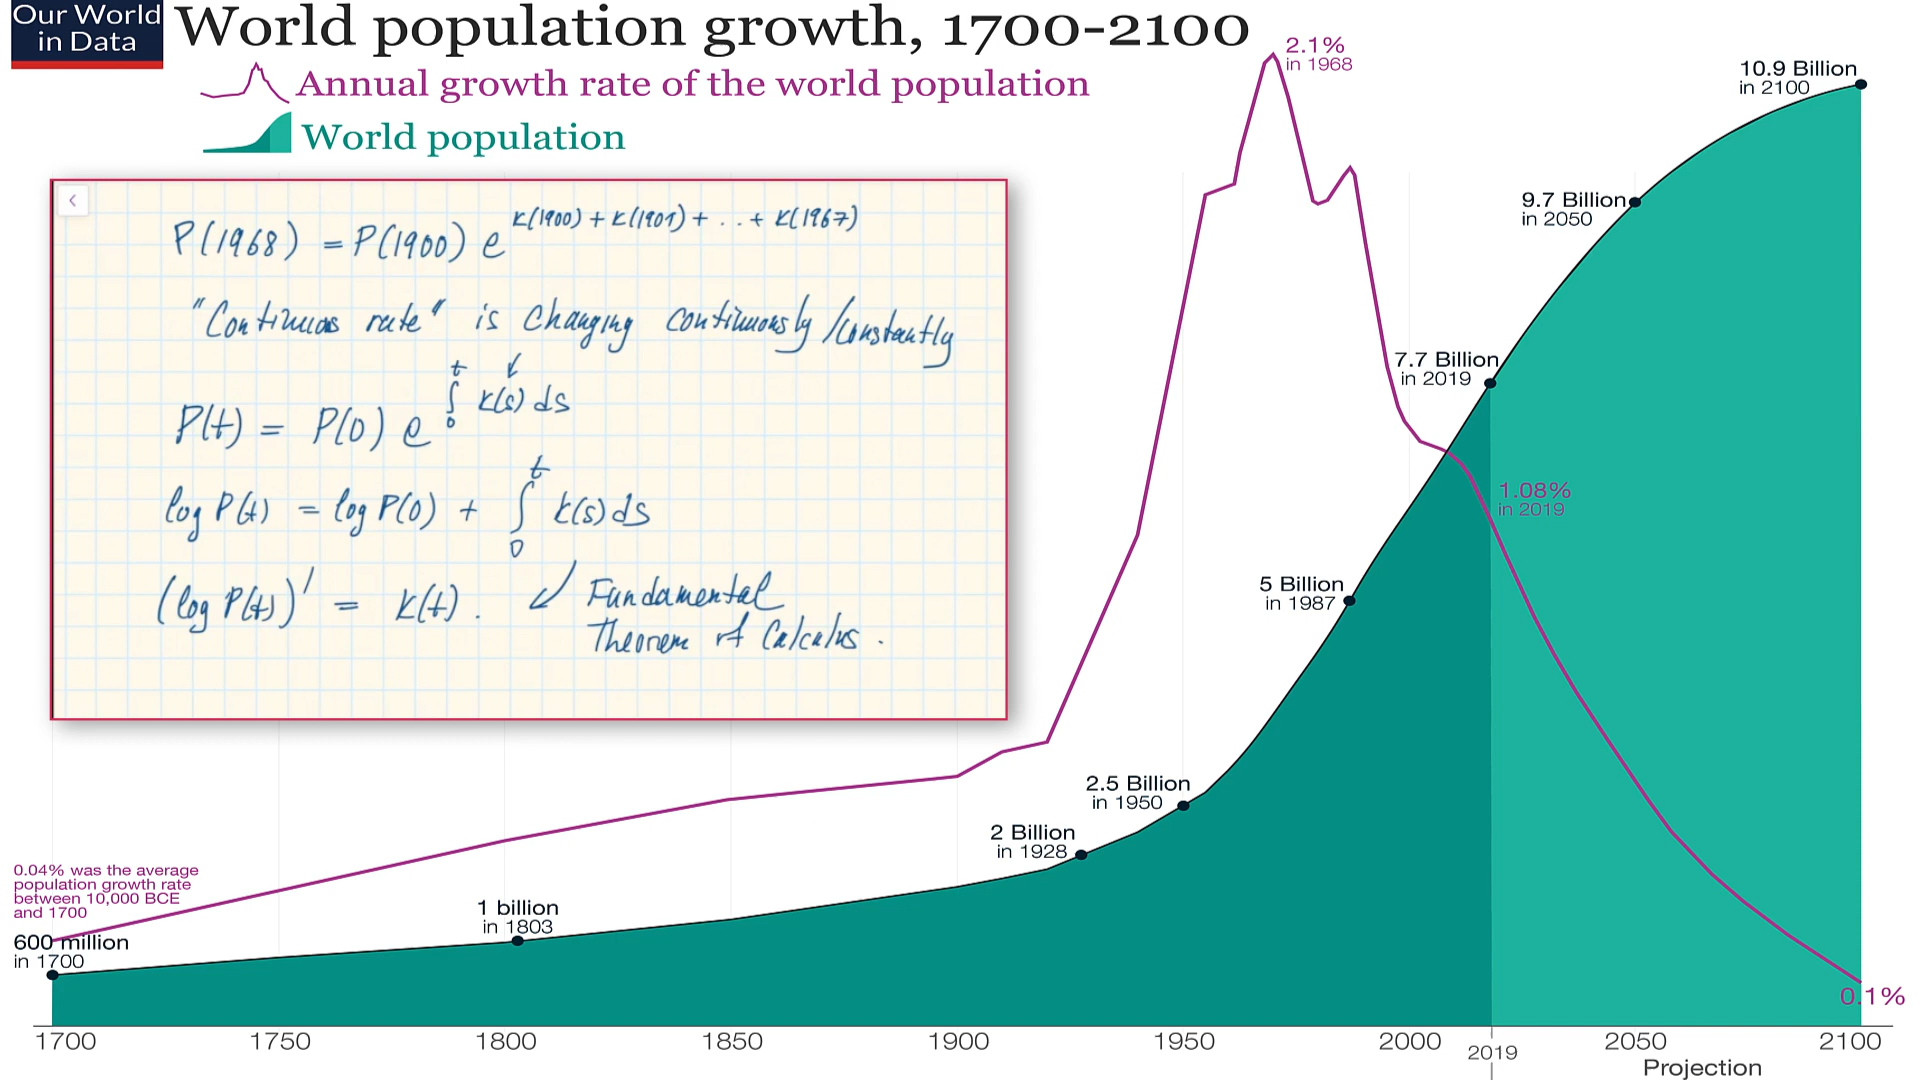 Our World
in Data
World population growth, 1700-2100
Annual growth rate of the world population
World population
2.1%
in 1968
10.9 Billion
in 2100
9.7 Billion
in 2050
7.7 Billion
in 2019
1.08%
in 2019
5 Billion
in 1987
2.5 Billion
in 1950
2 Billion
in 1928
1 billion
in 1803
0.04% was the average
population growth rate
between 10,000 BCE
and 1700
600 million
in 1700
0.1%
P(1968) = P(1900) e^{K(1900) + K(1901) + ... + K(1967)}
"Continuous rate" is changing continuously/constantly
P(t) = P(0) e^{∫_0^t K(s) ds}
log P(t) = log P(0) + ∫_0^t K(s) ds
(log P(t))' = K(t). ↙ Fundamental
Theorem of Calculus.
1700 1750 1800 1850 1900 1950 2000 2019 2050 2100
Projection